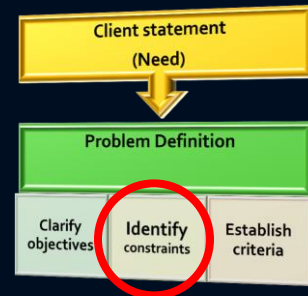 Client statement
(Need)
Problem Definition
Clarify
objectives
Identify
constraints
Establish
criteria